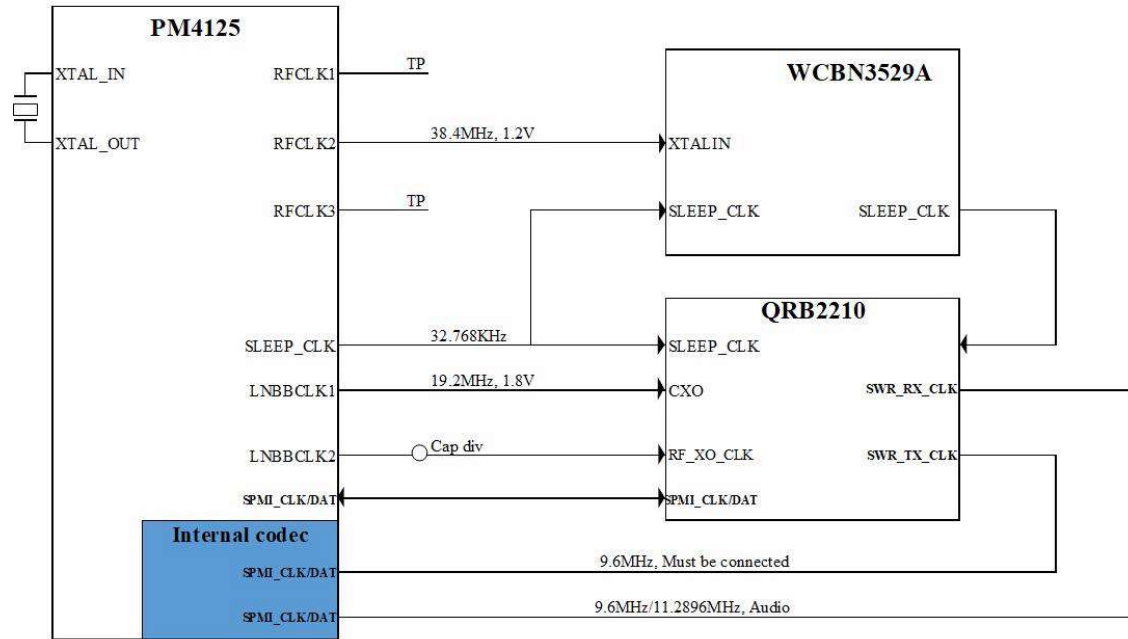 PM4125
XTAL_IN
RFCLK1
TP
WCBN3529A
XTAL_OUT
RFCLK2
38.4MHz, 1.2V
XTALIN
RFCLK3
TP
SLEEP_CLK
SLEEP_CLK
QRB2210
SLEEP_CLK
32.768KHz
SLEEP_CLK
LNBBCLK1
19.2MHz, 1.8V
CXO
SWR_RX_CLK
LNBBCLK2
Cap div
RF_XO_CLK
SWR_TX_CLK
SPMI_CLK/DAT
SPMI_CLK/DAT
Internal codec
SPMI_CLK/DAT
9.6MHz, Must be connected
SPMI_CLK/DAT
9.6MHz/11.2896MHz, Audio